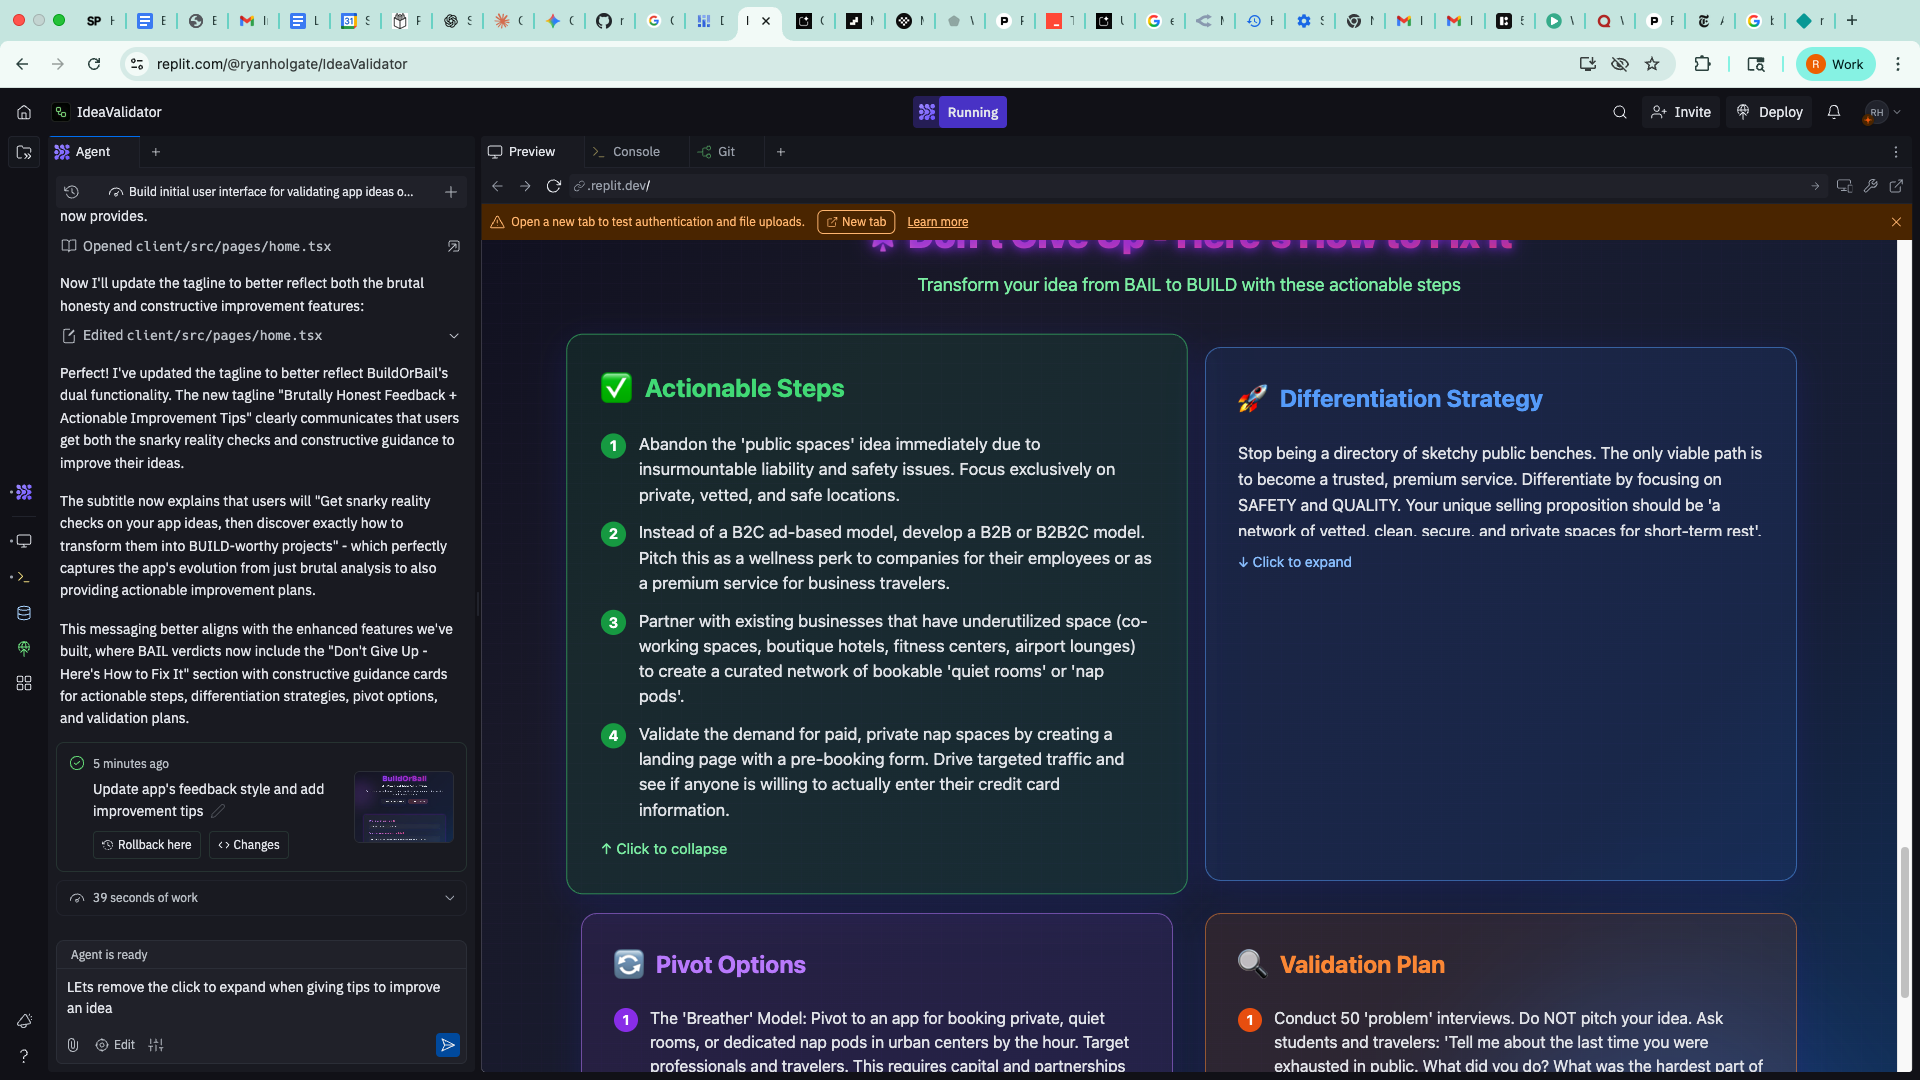 replit.com/@ryanholgate/IdeaValidator
Work
IdeaValidator
Running
Invite
Deploy
RH
Agent
Preview
Console
Git
Build initial user interface for validating app ideas o...
.replit.dev/
Open a new tab to test authentication and file uploads.
New tab
Learn more
now provides.
Opened client/src/pages/home.tsx
Now I'll update the tagline to better reflect both the brutal
honesty and constructive improvement features:
Edited client/src/pages/home.tsx
Perfect! I've updated the tagline to better reflect BuildOrBail's
dual functionality. The new tagline "Brutally Honest Feedback +
Actionable Improvement Tips" clearly communicates that users
get both the snarky reality checks and constructive guidance to
improve their ideas.
The subtitle now explains that users will "Get snarky reality
checks on your app ideas, then discover exactly how to
transform them into BUILD-worthy projects" - which perfectly
captures the app's evolution from just brutal analysis to also
providing actionable improvement plans.
This messaging better aligns with the enhanced features we've
built, where BAIL verdicts now include the "Don't Give Up -
Here's How to Fix It" section with constructive guidance cards
for actionable steps, differentiation strategies, pivot options,
and validation plans.
5 minutes ago
Update app's feedback style and add
improvement tips
BuildOrBail
Rollback here
Changes
39 seconds of work
Agent is ready
LEts remove the click to expand when giving tips to improve
an idea
Edit
Don't Give Up - Here's How to Fix It
Transform your idea from BAIL to BUILD with these actionable steps
Actionable Steps
1 Abandon the 'public spaces' idea immediately due to
insurmountable liability and safety issues. Focus exclusively on
private, vetted, and safe locations.
2 Instead of a B2C ad-based model, develop a B2B or B2B2C model.
Pitch this as a wellness perk to companies for their employees or as
a premium service for business travelers.
3 Partner with existing businesses that have underutilized space (co-
working spaces, boutique hotels, fitness centers, airport lounges)
to create a curated network of bookable 'quiet rooms' or 'nap
pods'.
4 Validate the demand for paid, private nap spaces by creating a
landing page with a pre-booking form. Drive targeted traffic and
see if anyone is willing to actually enter their credit card
information.
↑ Click to collapse
Differentiation Strategy
Stop being a directory of sketchy public benches. The only viable path is
to become a trusted, premium service. Differentiate by focusing on
SAFETY and QUALITY. Your unique selling proposition should be 'a
network of vetted, clean, secure, and private spaces for short-term rest'.
↓ Click to expand
Pivot Options
1 The 'Breather' Model: Pivot to an app for booking private, quiet
rooms, or dedicated nap pods in urban centers by the hour. Target
professionals and travelers. This requires capital and partnerships
Validation Plan
1 Conduct 50 'problem' interviews. Do NOT pitch your idea. Ask
students and travelers: 'Tell me about the last time you were
exhausted in public. What did you do? What was the hardest part of